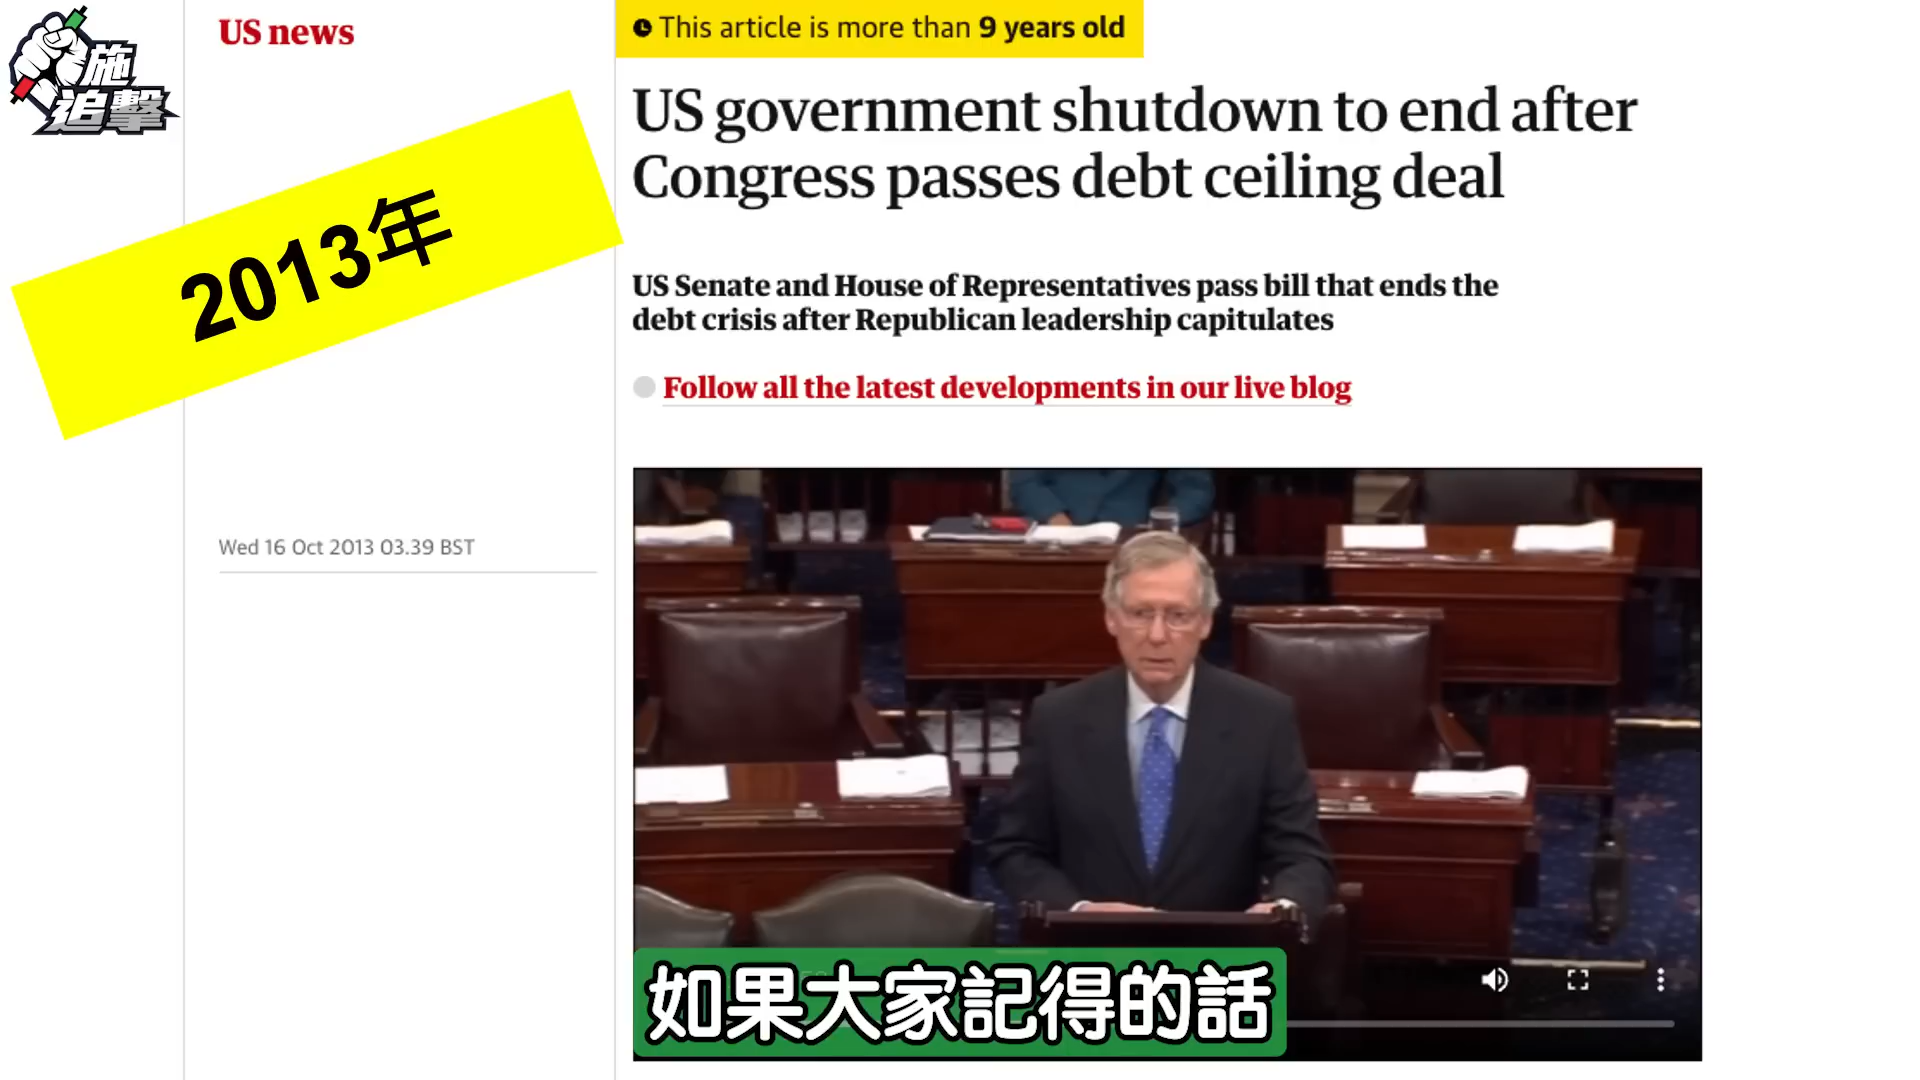 施
追擊
US news
This article is more than 9 years old
US government shutdown to end after
Congress passes debt ceiling deal
2013年
US Senate and House of Representatives pass bill that ends the
debt crisis after Republican leadership capitulates
Follow all the latest developments in our live blog
Wed 16 Oct 2013 03.39 BST
如果大家記得的話